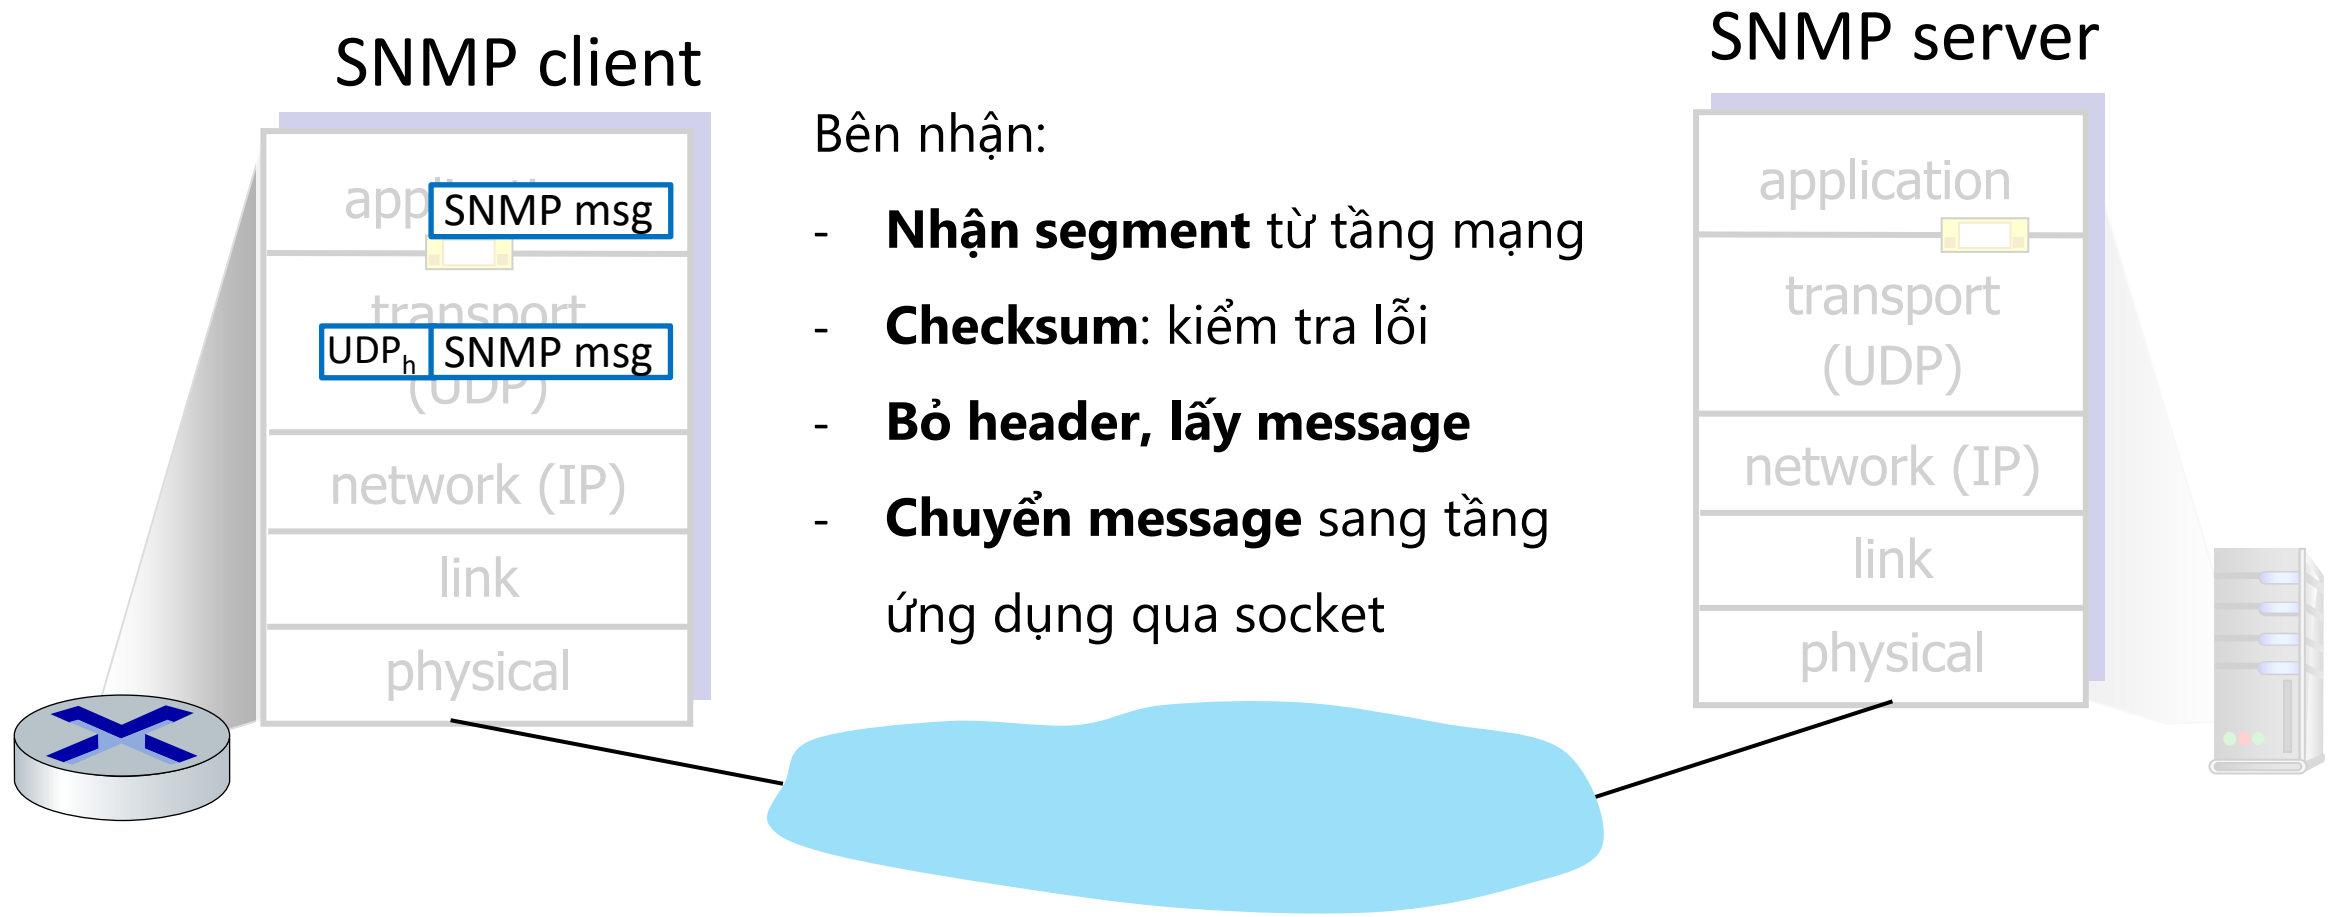 SNMP client
SNMP server
application
SNMP msg
transport
(UDP)
UDPh SNMP msg
network (IP)
link
physical
Bên nhận:
- Nhận segment từ tầng mạng
- Checksum: kiểm tra lỗi
- Bỏ header, lấy message
- Chuyển message sang tầng
ứng dụng qua socket
application
transport
(UDP)
network (IP)
link
physical